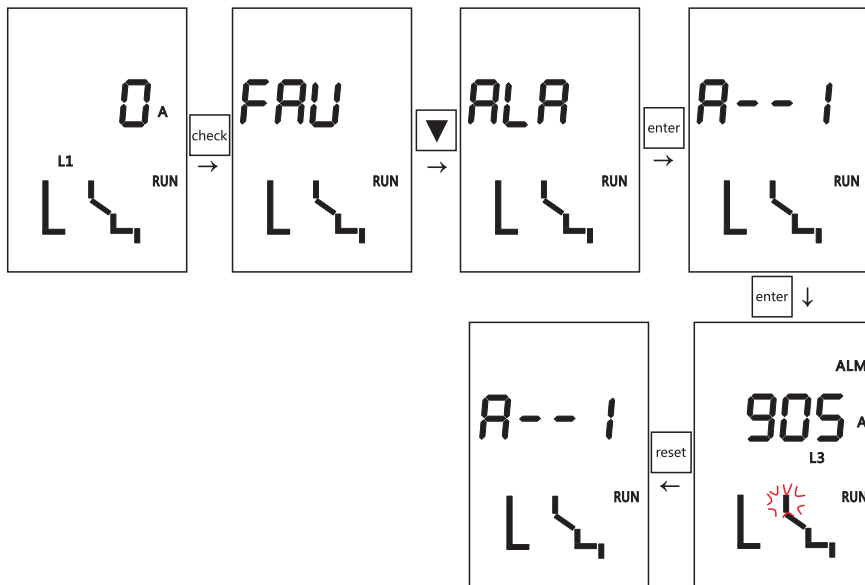 0 A
L1
RUN
check
→
FAU
RUN
▼
→
ALA
RUN
enter
→
A--1
RUN
enter ↓
ALM
905 A
L3
RUN
reset
←
A--1
RUN